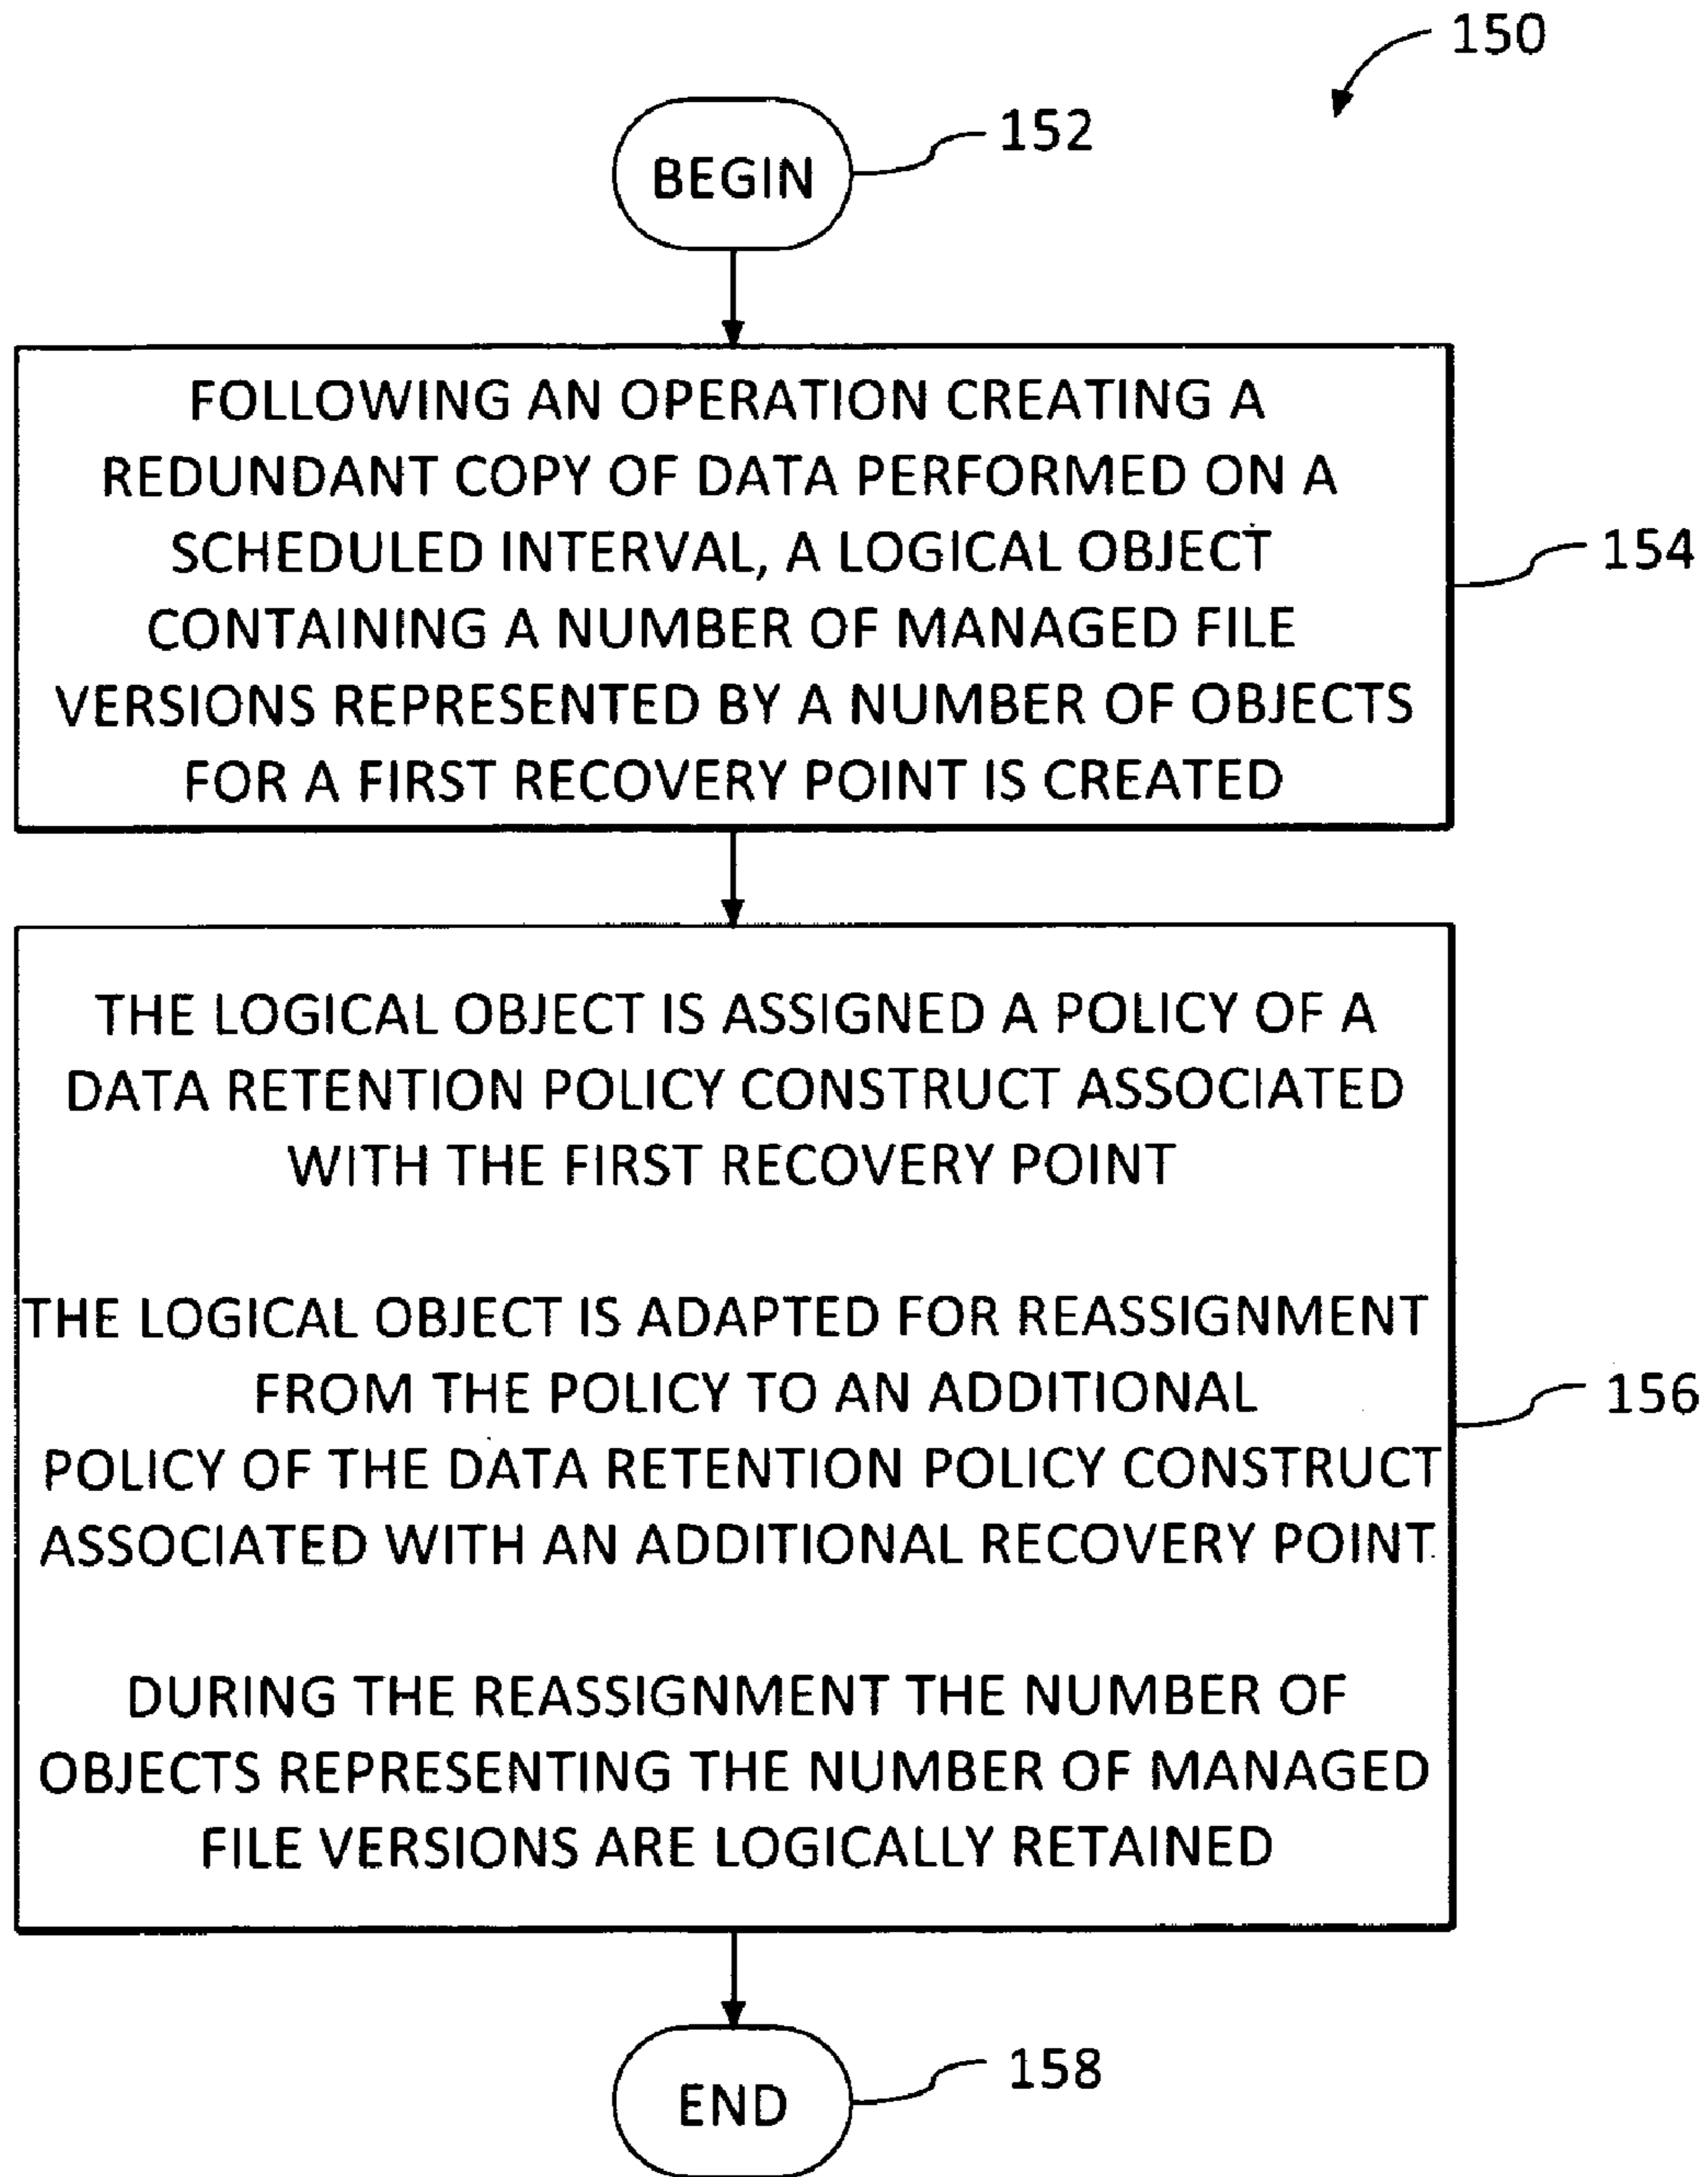 150
BEGIN
152
FOLLOWING AN OPERATION CREATING A
REDUNDANT COPY OF DATA PERFORMED ON A
SCHEDULED INTERVAL, A LOGICAL OBJECT
CONTAINING A NUMBER OF MANAGED FILE
VERSIONS REPRESENTED BY A NUMBER OF OBJECTS
FOR A FIRST RECOVERY POINT IS CREATED
154
THE LOGICAL OBJECT IS ASSIGNED A POLICY OF A
DATA RETENTION POLICY CONSTRUCT ASSOCIATED
WITH THE FIRST RECOVERY POINT
THE LOGICAL OBJECT IS ADAPTED FOR REASSIGNMENT
FROM THE POLICY TO AN ADDITIONAL
POLICY OF THE DATA RETENTION POLICY CONSTRUCT
ASSOCIATED WITH AN ADDITIONAL RECOVERY POINT
DURING THE REASSIGNMENT THE NUMBER OF
OBJECTS REPRESENTING THE NUMBER OF MANAGED
FILE VERSIONS ARE LOGICALLY RETAINED
156
END
158